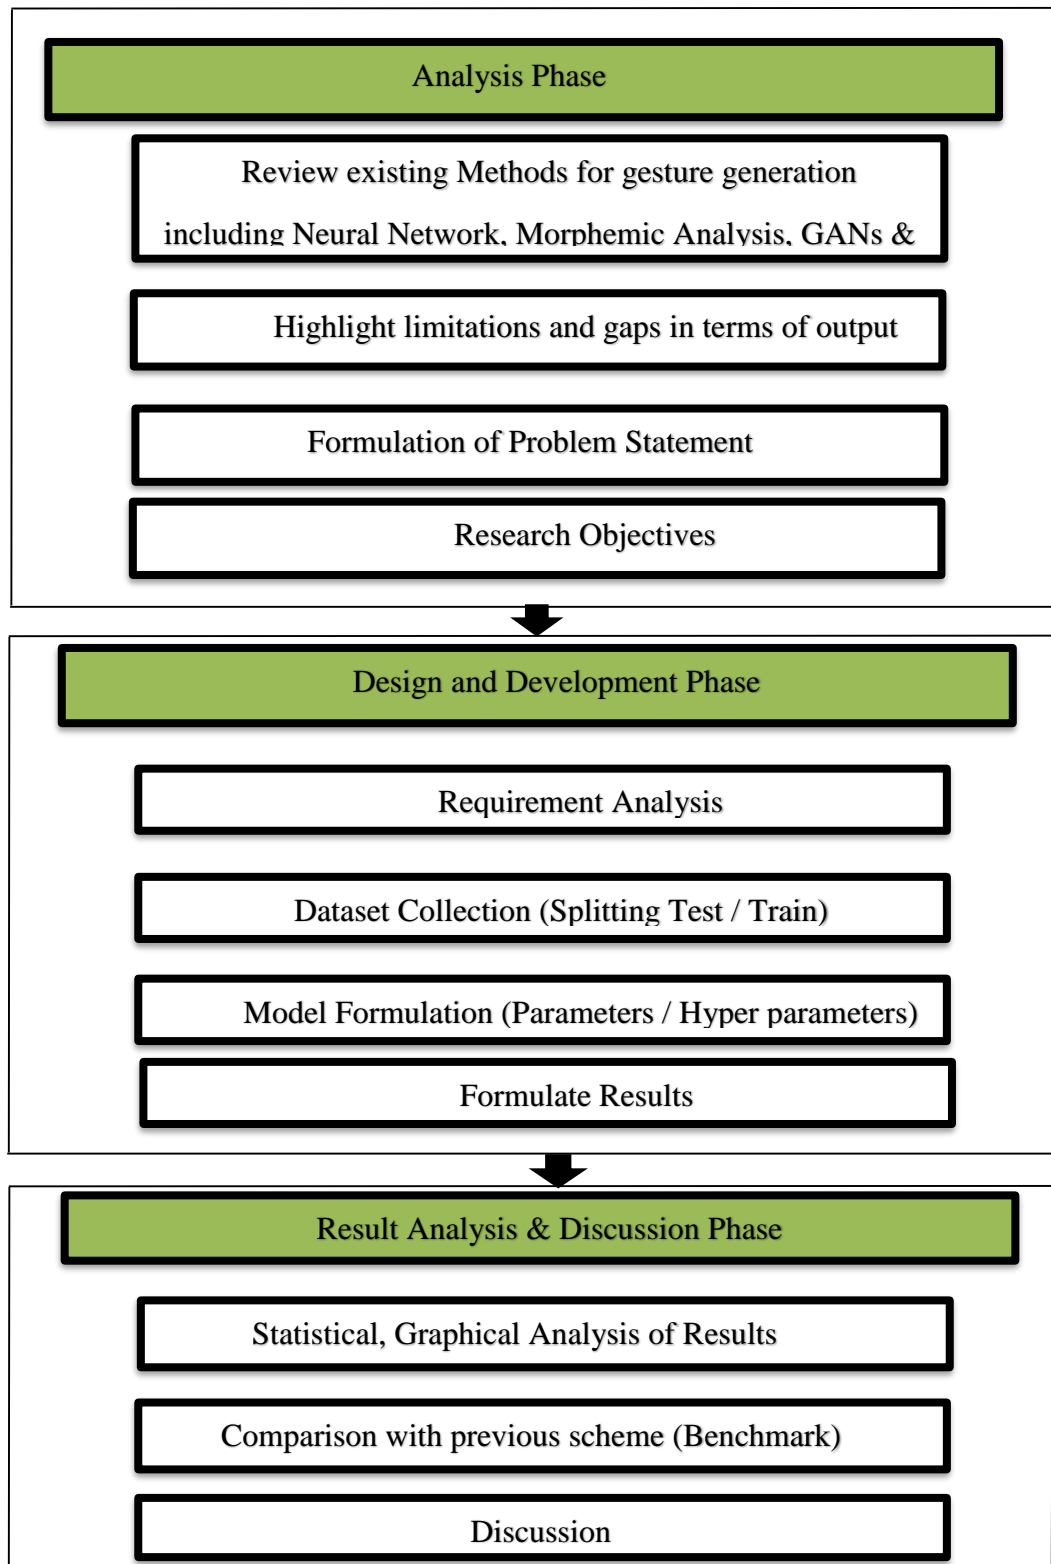 Analysis Phase
Review existing Methods for gesture generation
including Neural Network, Morphemic Analysis, GANs &
Highlight limitations and gaps in terms of output
Formulation of Problem Statement
Research Objectives
Design and Development Phase
Requirement Analysis
Dataset Collection (Splitting Test / Train)
Model Formulation (Parameters / Hyper parameters)
Formulate Results
Result Analysis & Discussion Phase
Statistical, Graphical Analysis of Results
Comparison with previous scheme (Benchmark)
Discussion